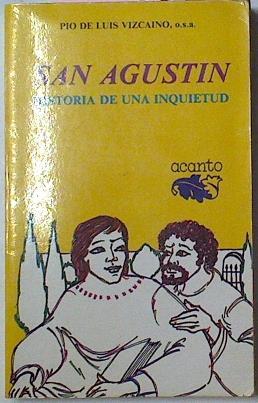 PIO DE LUIS VIZCAINO, o.s.a.
SAN AGUSTIN
HISTORIA DE UNA INQUIETUD
acanto